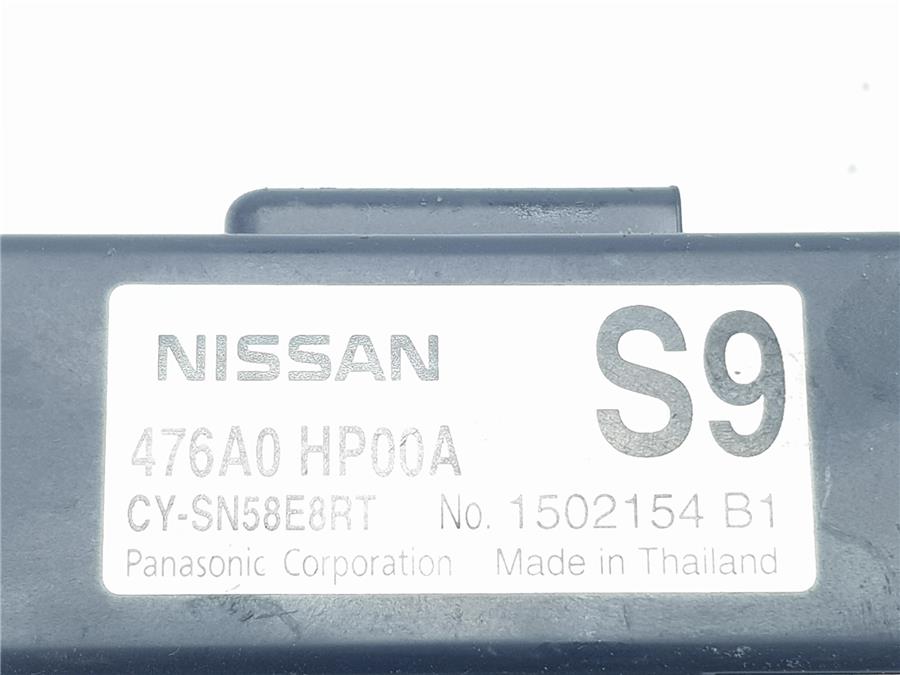 NISSAN
S9
476A0 HP00A
CY-SN58E8RT No. 1502154 B1
Panasonic Corporation Made in Thailand